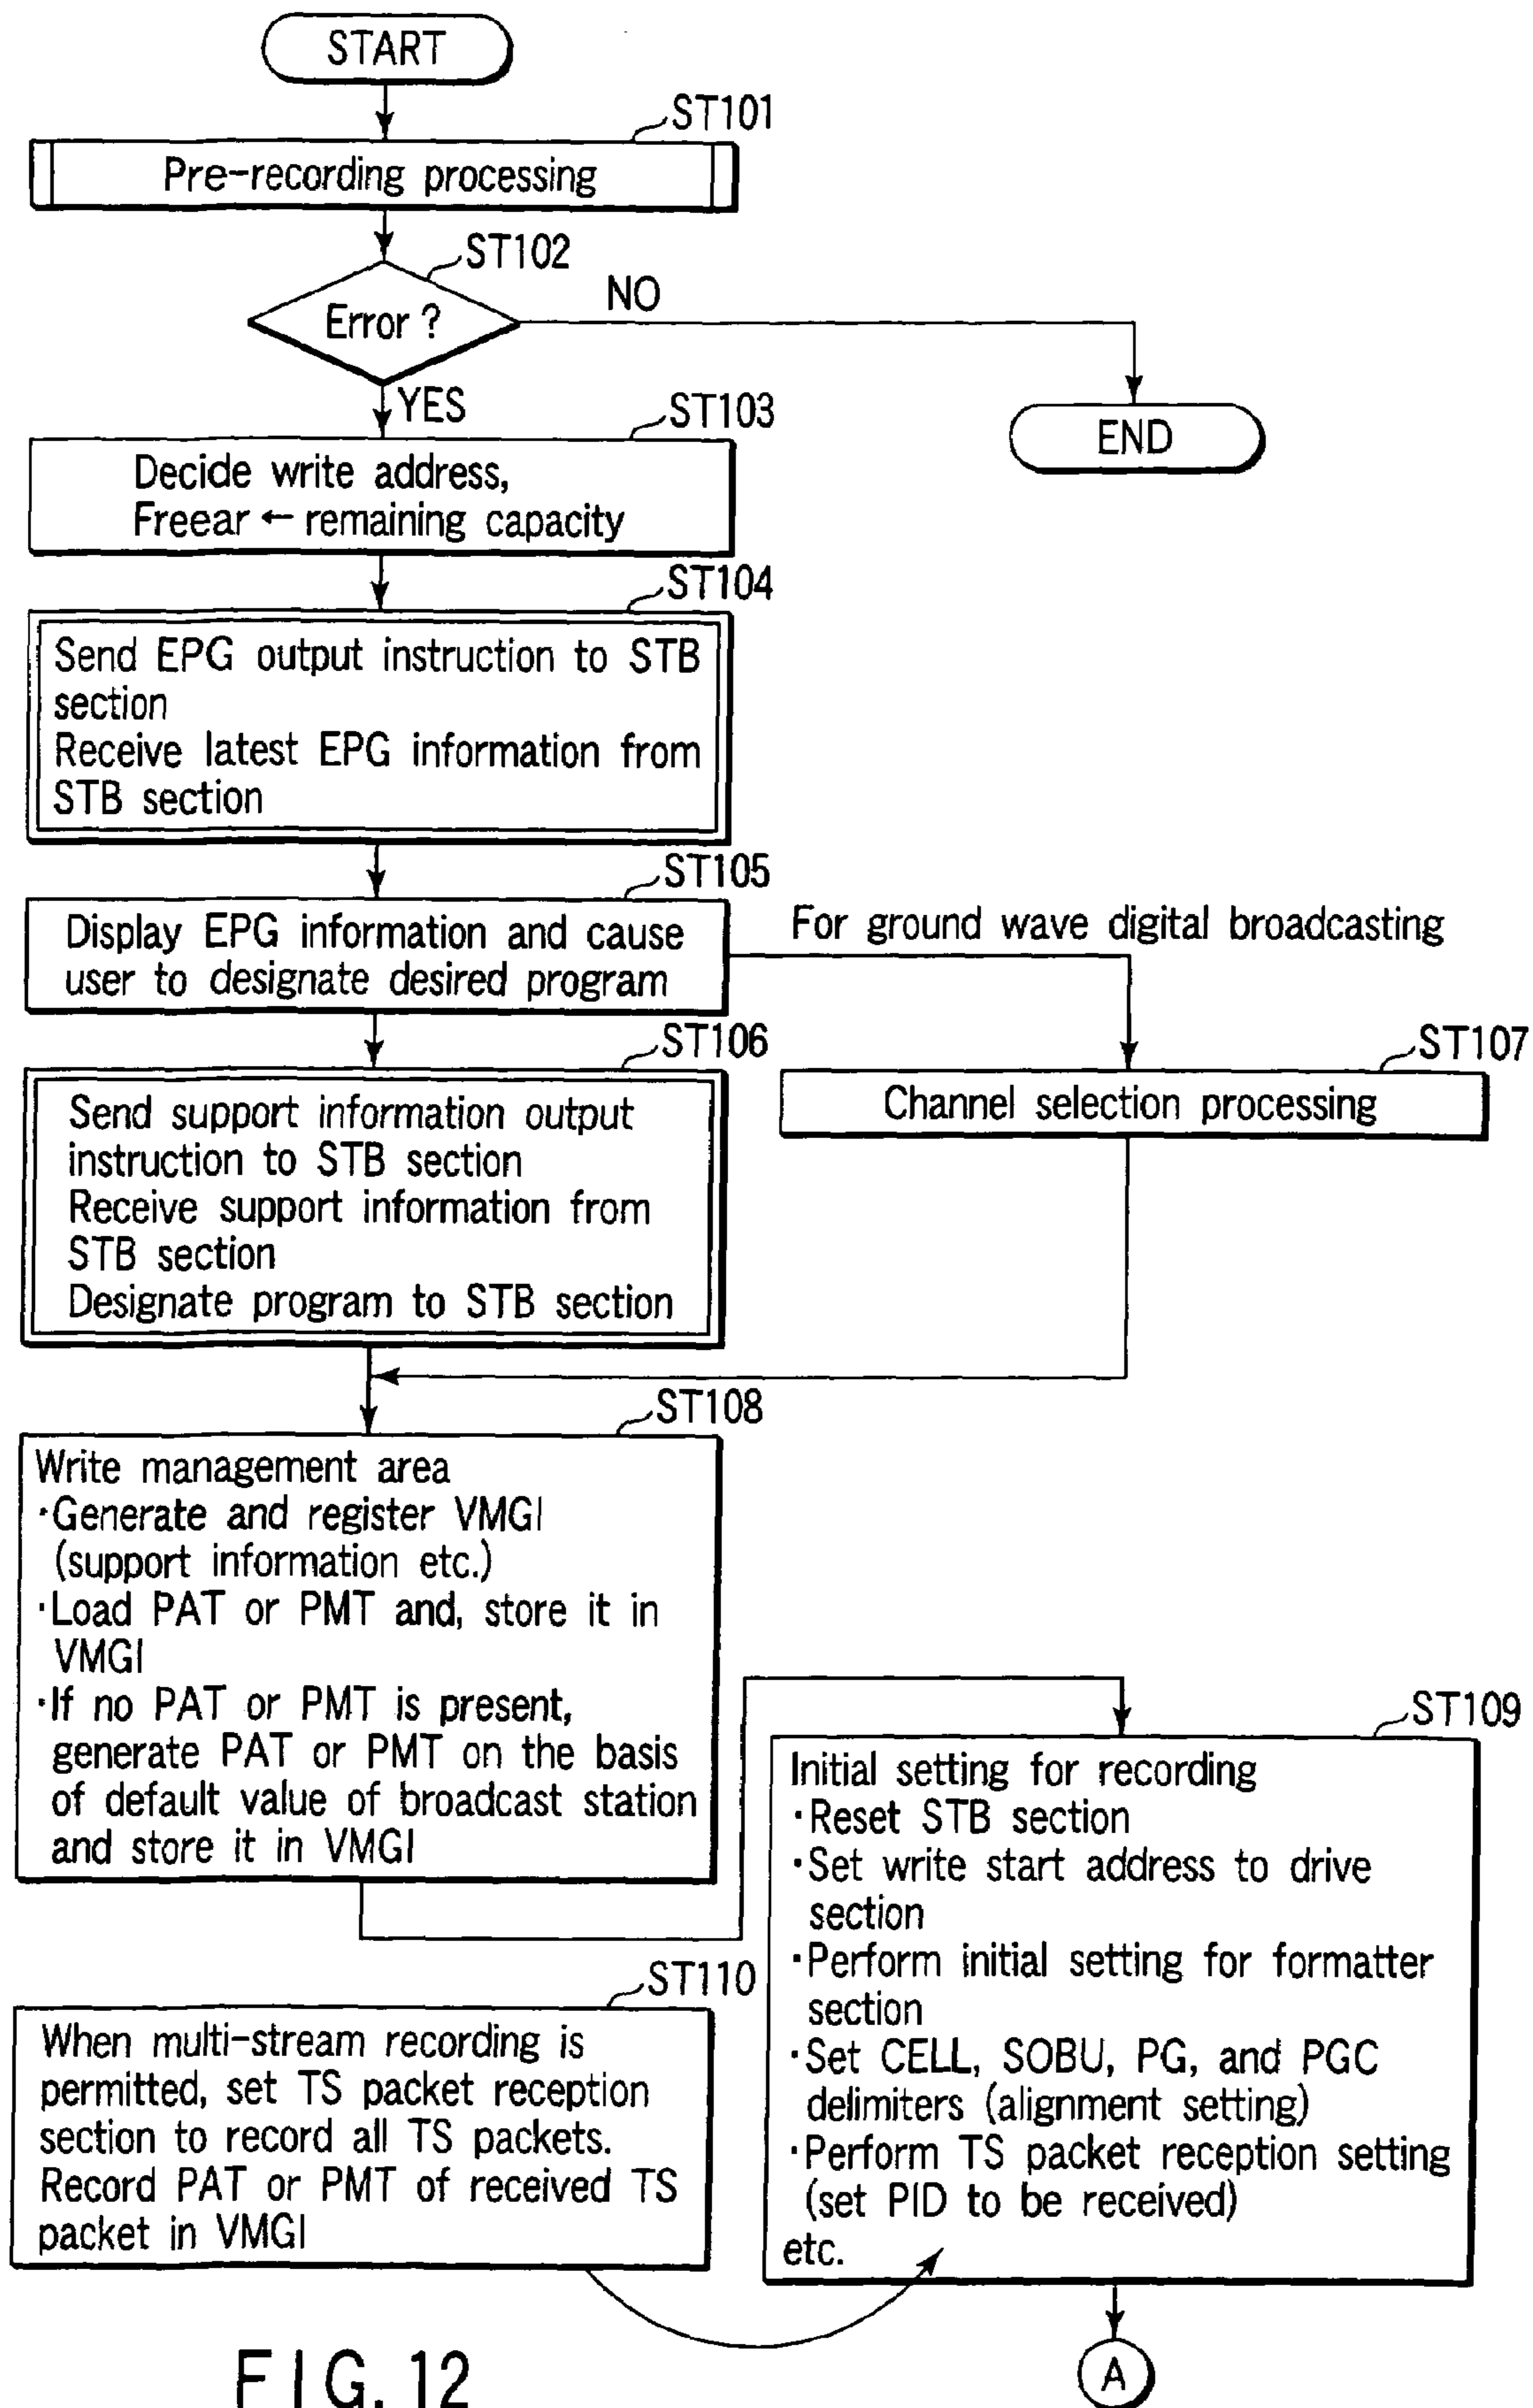 START
ST101
Pre-recording processing
ST102
Error ?
NO
YES
END
ST103
Decide write address,
Freear ← remaining capacity
ST104
Send EPG output instruction to STB
section
Receive latest EPG information from
STB section
ST105
Display EPG information and cause
user to designate desired program
For ground wave digital broadcasting
ST106
Send support information output
instruction to STB section
Receive support information from
STB section
Designate program to STB section
ST107
Channel selection processing
ST108
Write management area
·Generate and register VMGI
(support information etc.)
·Load PAT or PMT and, store it in
VMGI
·If no PAT or PMT is present,
generate PAT or PMT on the basis
of default value of broadcast station
and store it in VMGI
ST109
Initial setting for recording
·Reset STB section
·Set write start address to drive
section
·Perform initial setting for formatter
section
·Set CELL, SOBU, PG, and PGC
delimiters (alignment setting)
·Perform TS packet reception setting
(set PID to be received)
etc.
ST110
When multi-stream recording is
permitted, set TS packet reception
section to record all TS packets.
Record PAT or PMT of received TS
packet in VMGI
A
FIG. 12